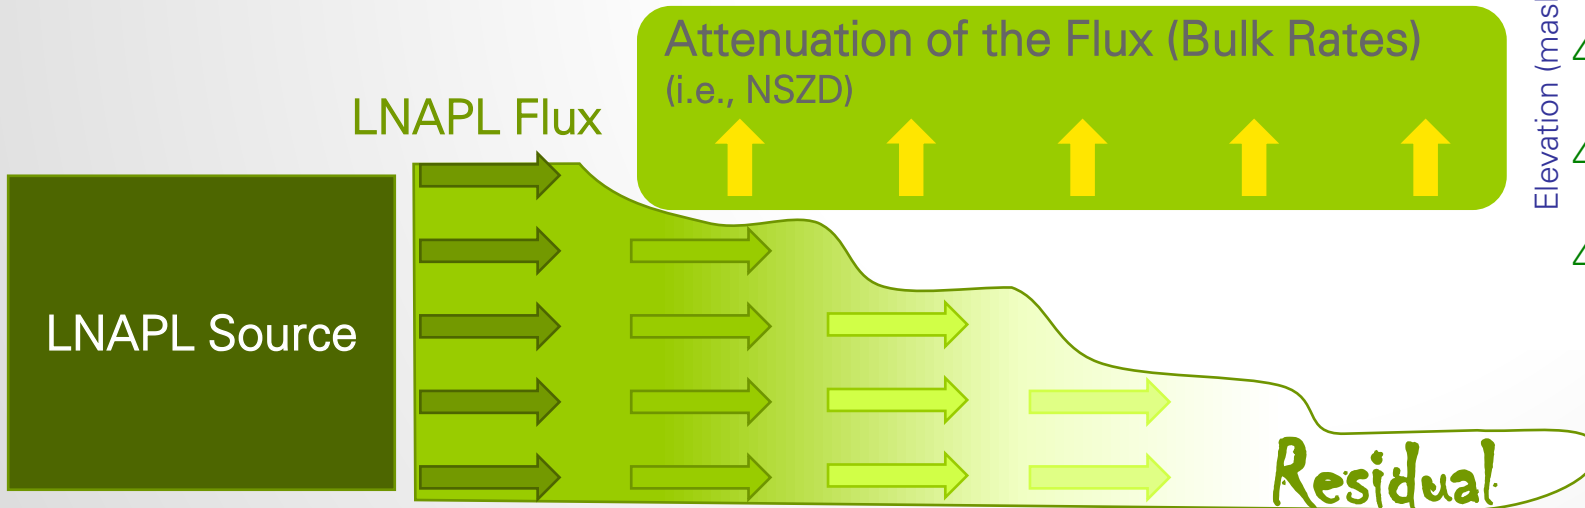 Attenuation of the Flux (Bulk Rates)
(i.e., NSZD)
LNAPL Flux
LNAPL Source
Residual
Elevation